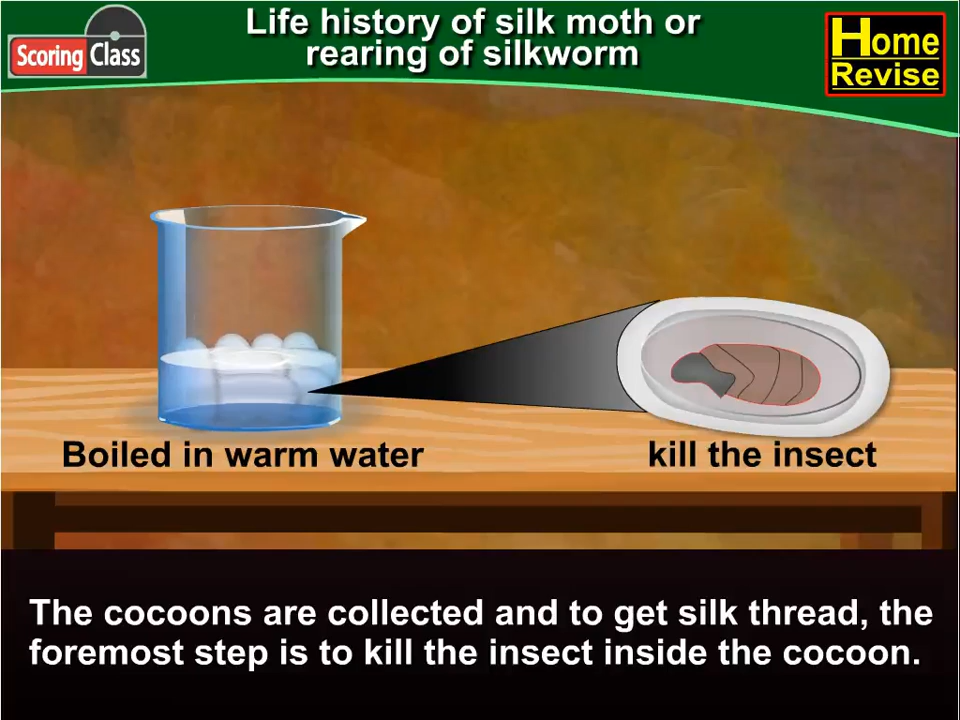 Scoring Class
Life history of silk moth or
rearing of silkworm
Home
Revise
Boiled in warm water
kill the insect
The cocoons are collected and to get silk thread, the
foremost step is to kill the insect inside the cocoon.